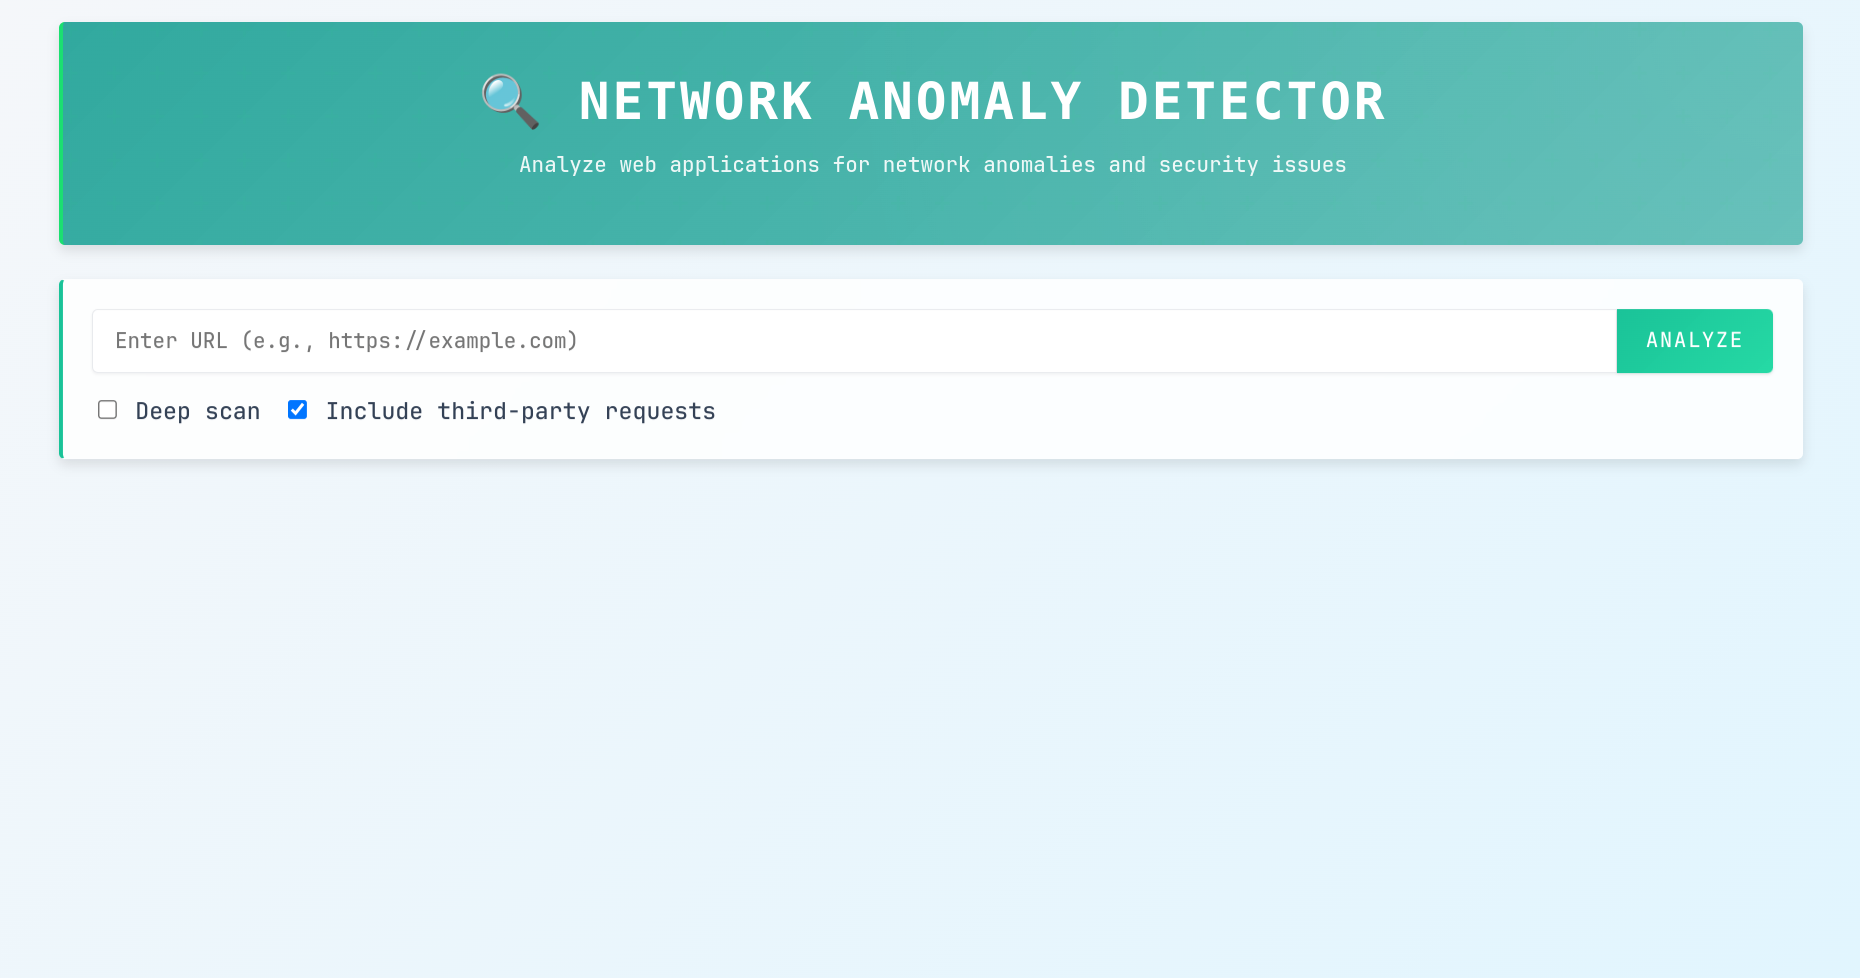 🔍 NETWORK ANOMALY DETECTOR
Analyze web applications for network anomalies and security issues
Enter URL (e.g., https://example.com)
ANALYZE
Deep scan
Include third-party requests